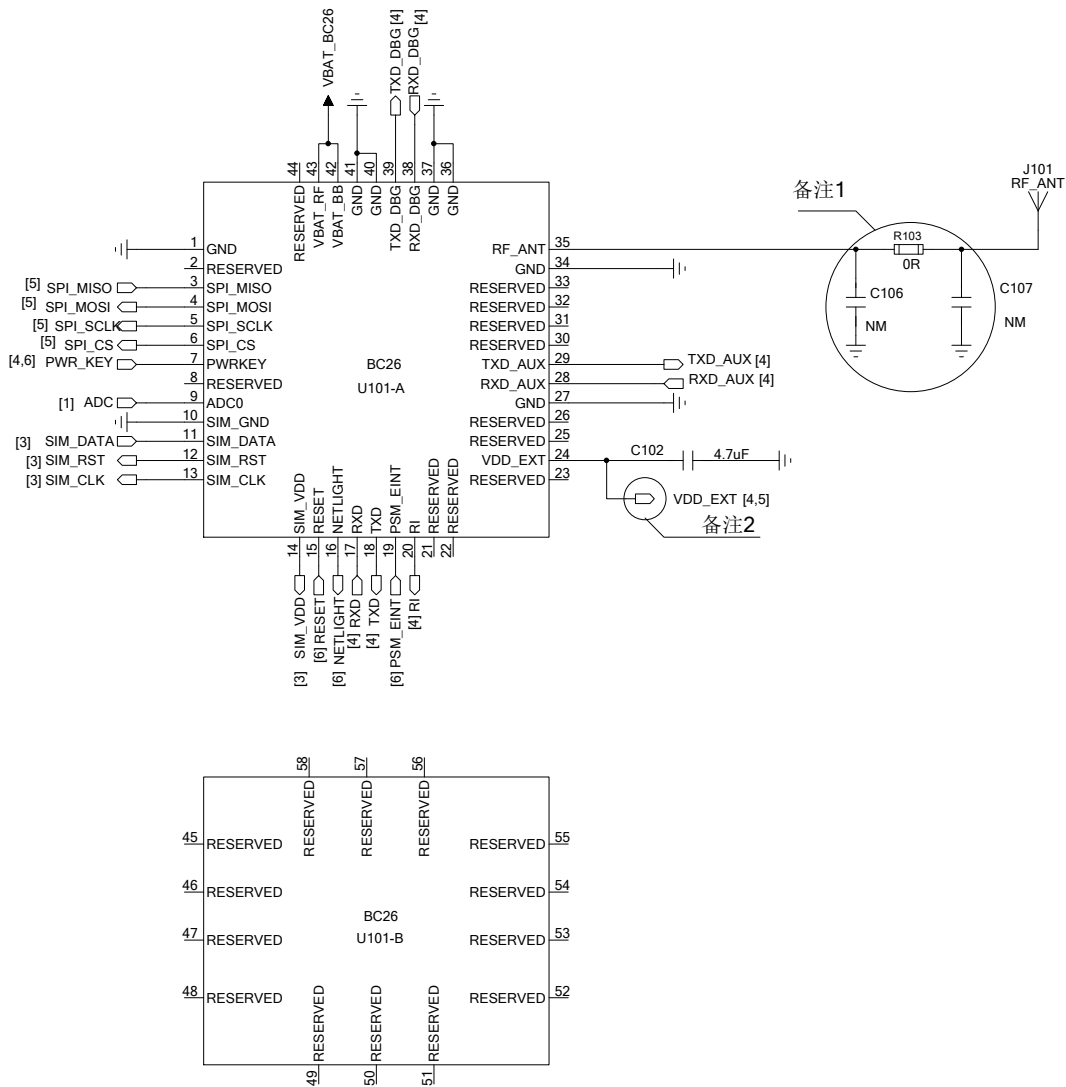 VBAT_BC26
TXD_DBG [4]
RXD_DBG [4]
44
43
42
41
40
39
38
37
36
RESERVED
VBAT_RF
VBAT_BB
GND
GND
TXD_DBG
RXD_DBG
GND
GND
J101
RF_ANT
备注1
R103
0R
C106
NM
C107
NM
1 GND
2 RESERVED
[5] SPI_MISO 3 SPI_MISO
[5] SPI_MOSI 4 SPI_MOSI
[5] SPI_SCLK 5 SPI_SCLK
[5] SPI_CS 6 SPI_CS
[4,6] PWR_KEY 7 PWRKEY
8 RESERVED
[1] ADC 9 ADC0
10 SIM_GND
[3] SIM_DATA 11 SIM_DATA
[3] SIM_RST 12 SIM_RST
[3] SIM_CLK 13 SIM_CLK
BC26
U101-A
RF_ANT 35
GND 34
RESERVED 33
RESERVED 32
RESERVED 31
RESERVED 30
TXD_AUX 29 TXD_AUX [4]
RXD_AUX 28 RXD_AUX [4]
GND 27
RESERVED 26
RESERVED 25
VDD_EXT 24 C102 4.7uF
RESERVED 23
VDD_EXT [4,5]
备注2
SIM_VDD
RESET
NETLIGHT
RXD
TXD
PSM_EINT
RI
RESERVED
RESERVED
14
15
16
17
18
19
20
21
22
[3] SIM_VDD
[6] RESET
[6] NETLIGHT
[4] RXD
[4] TXD
[6] PSM_EINT
[4] RI
58
57
56
RESERVED
RESERVED
RESERVED
45 RESERVED
46 RESERVED
47 RESERVED
48 RESERVED
BC26
U101-B
RESERVED 55
RESERVED 54
RESERVED 53
RESERVED 52
RESERVED
RESERVED
RESERVED
49
50
51